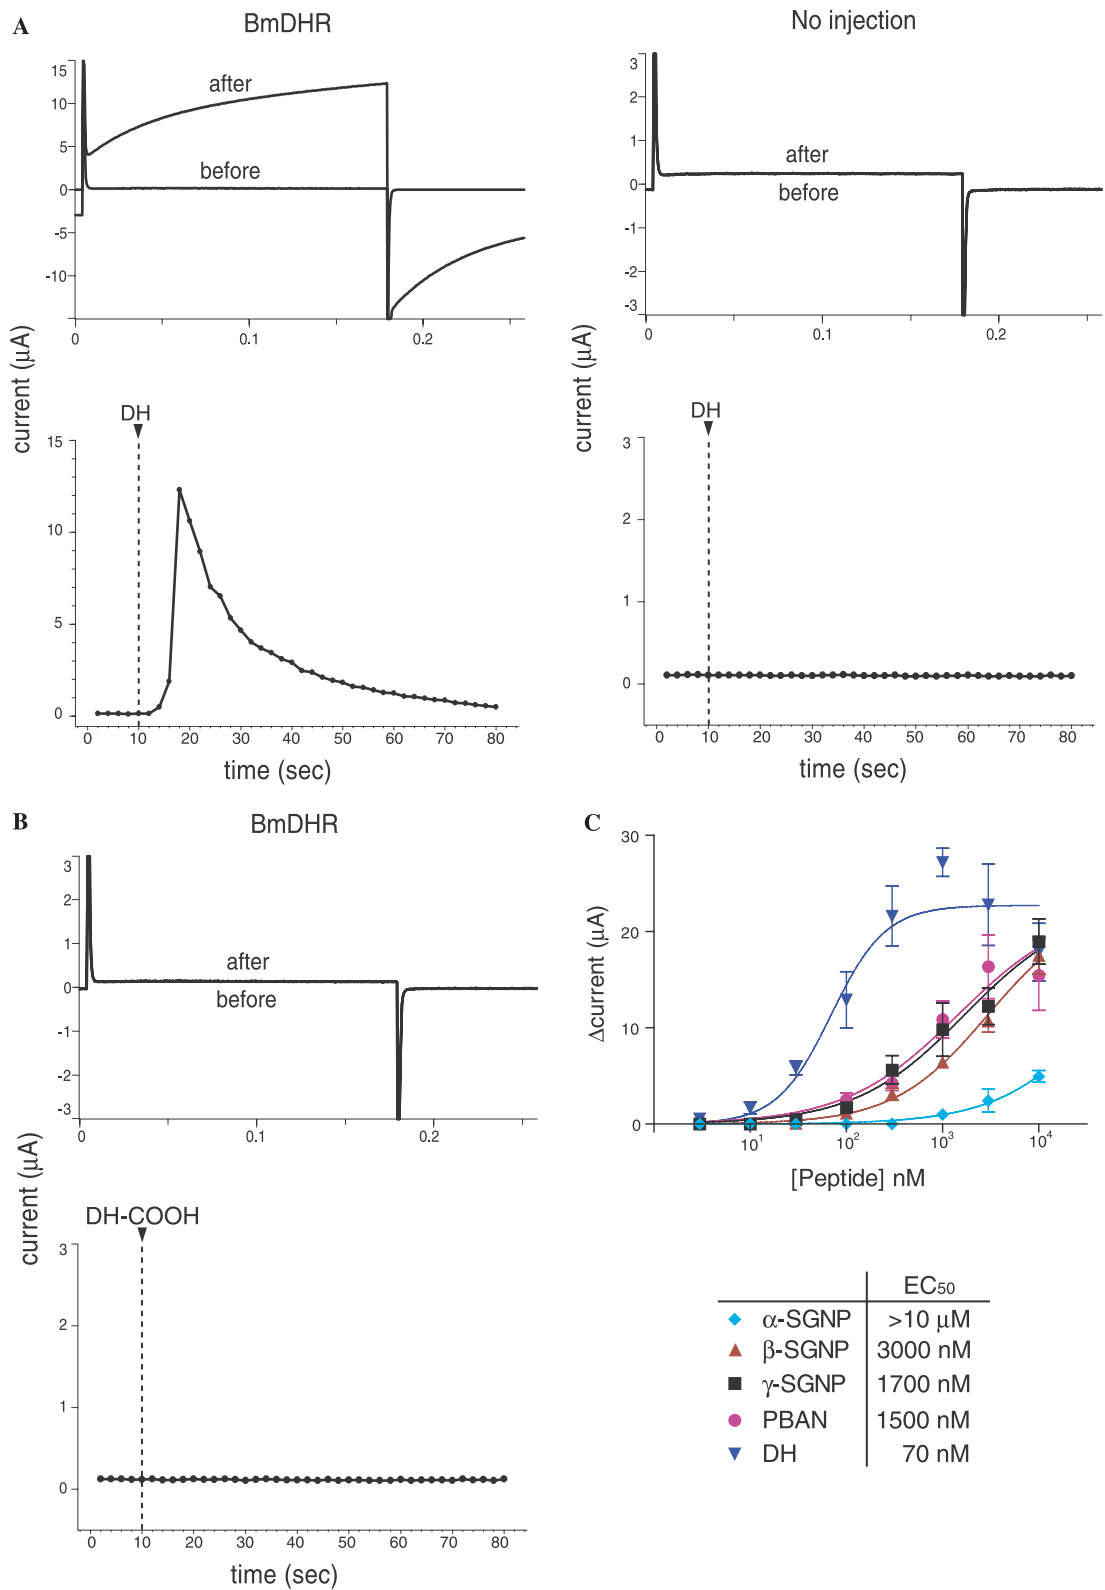 A
BmDHR
No injection
15
10
5
0
-5
-10
after
before
0
0.1
0.2
3
2
1
0
-1
-2
-3
after
before
0
0.1
0.2
current (μA)
current (μA)
DH
15
10
5
0
0 10 20 30 40 50 60 70 80
time (sec)
DH
3
2
1
0
0 10 20 30 40 50 60 70 80
time (sec)
B
BmDHR
3
2
1
0
-1
-2
-3
after
before
0
0.1
0.2
current (μA)
DH-COOH
3
2
1
0
0 10 20 30 40 50 60 70 80
time (sec)
C
30
20
10
0
Δcurrent (μA)
10¹ 10² 10³ 10⁴
[Peptide] nM
EC₅₀
α-SGNP >10 μM
β-SGNP 3000 nM
γ-SGNP 1700 nM
PBAN 1500 nM
DH 70 nM